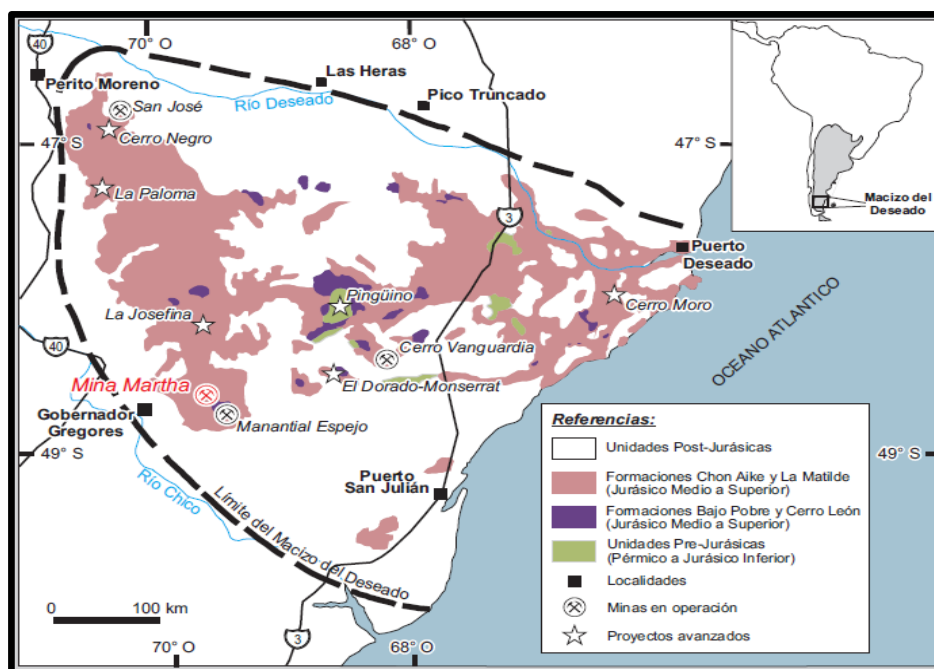 70° O
68° O
40
3
Perito Moreno
Las Heras
Río Deseado
Pico Truncado
San José
Cerro Negro
47° S
47° S
La Paloma
Macizo del
Deseado
3
Puerto
Deseado
Pingüino
Cerro Moro
La Josefina
Cerro Vanguardia
OCEANO ATLANTICO
40
El Dorado-Monserrat
Mina Martha
Gobernador
Gregores
Manantial Espejo
Río Chico
Puerto
San Julián
49° S
49° S
Límite del Macizo del Deseado
Referencias:
Unidades Post-Jurásicas
Formaciones Chon Aike y La Matilde
(Jurásico Medio a Superior)
Formaciones Bajo Pobre y Cerro León
(Jurásico Medio a Superior)
Unidades Pre-Jurásicas
(Pérmico a Jurásico Inferior)
Localidades
Minas en operación
Proyectos avanzados
0 100 km
3
70° O
68° O